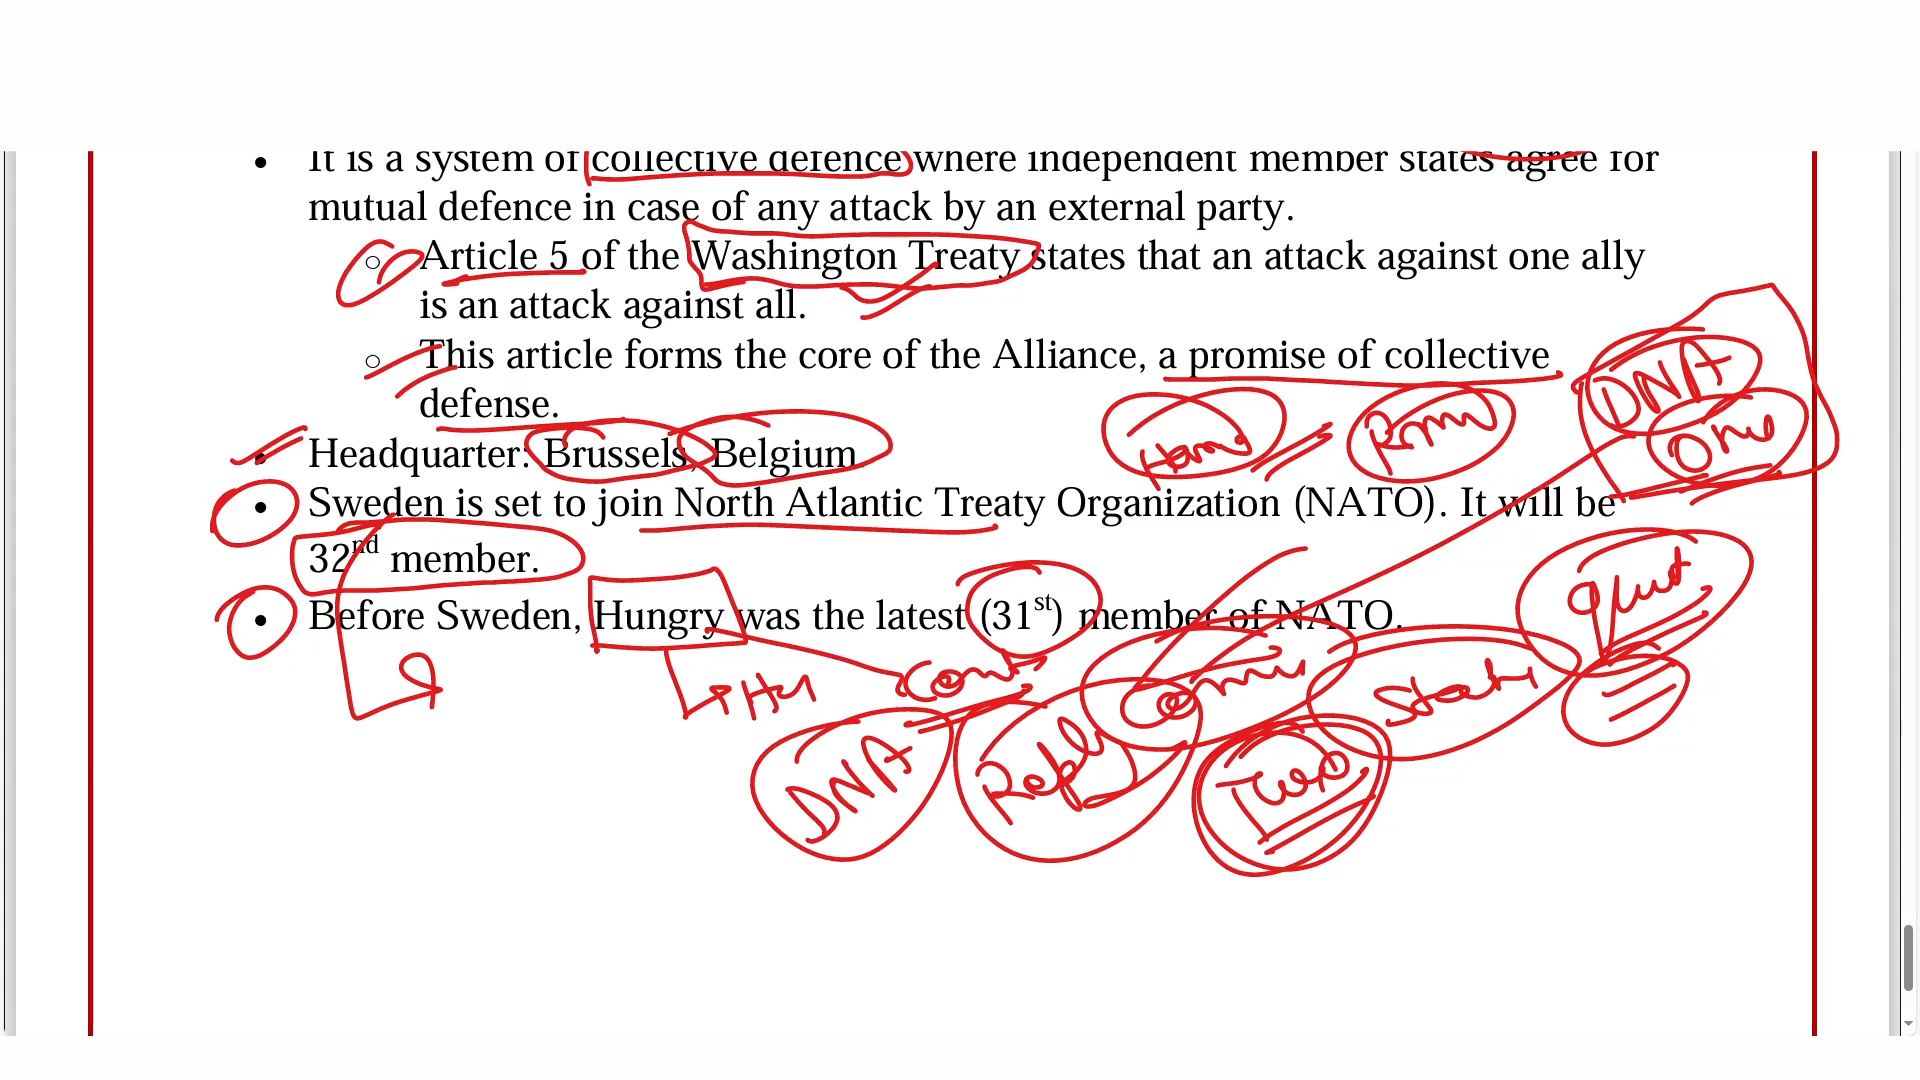 It is a system of collective defence where independent member states agree for
mutual defence in case of any attack by an external party.
Article 5 of the Washington Treaty states that an attack against one ally
is an attack against all.
This article forms the core of the Alliance, a promise of collective
defense.
DNA
Headquarter: Brussels, Belgium
Sweden is set to join North Atlantic Treaty Organization (NATO). It will be
32nd member.
Before Sweden, Hungry was the latest (31st) member of NATO.
DNA